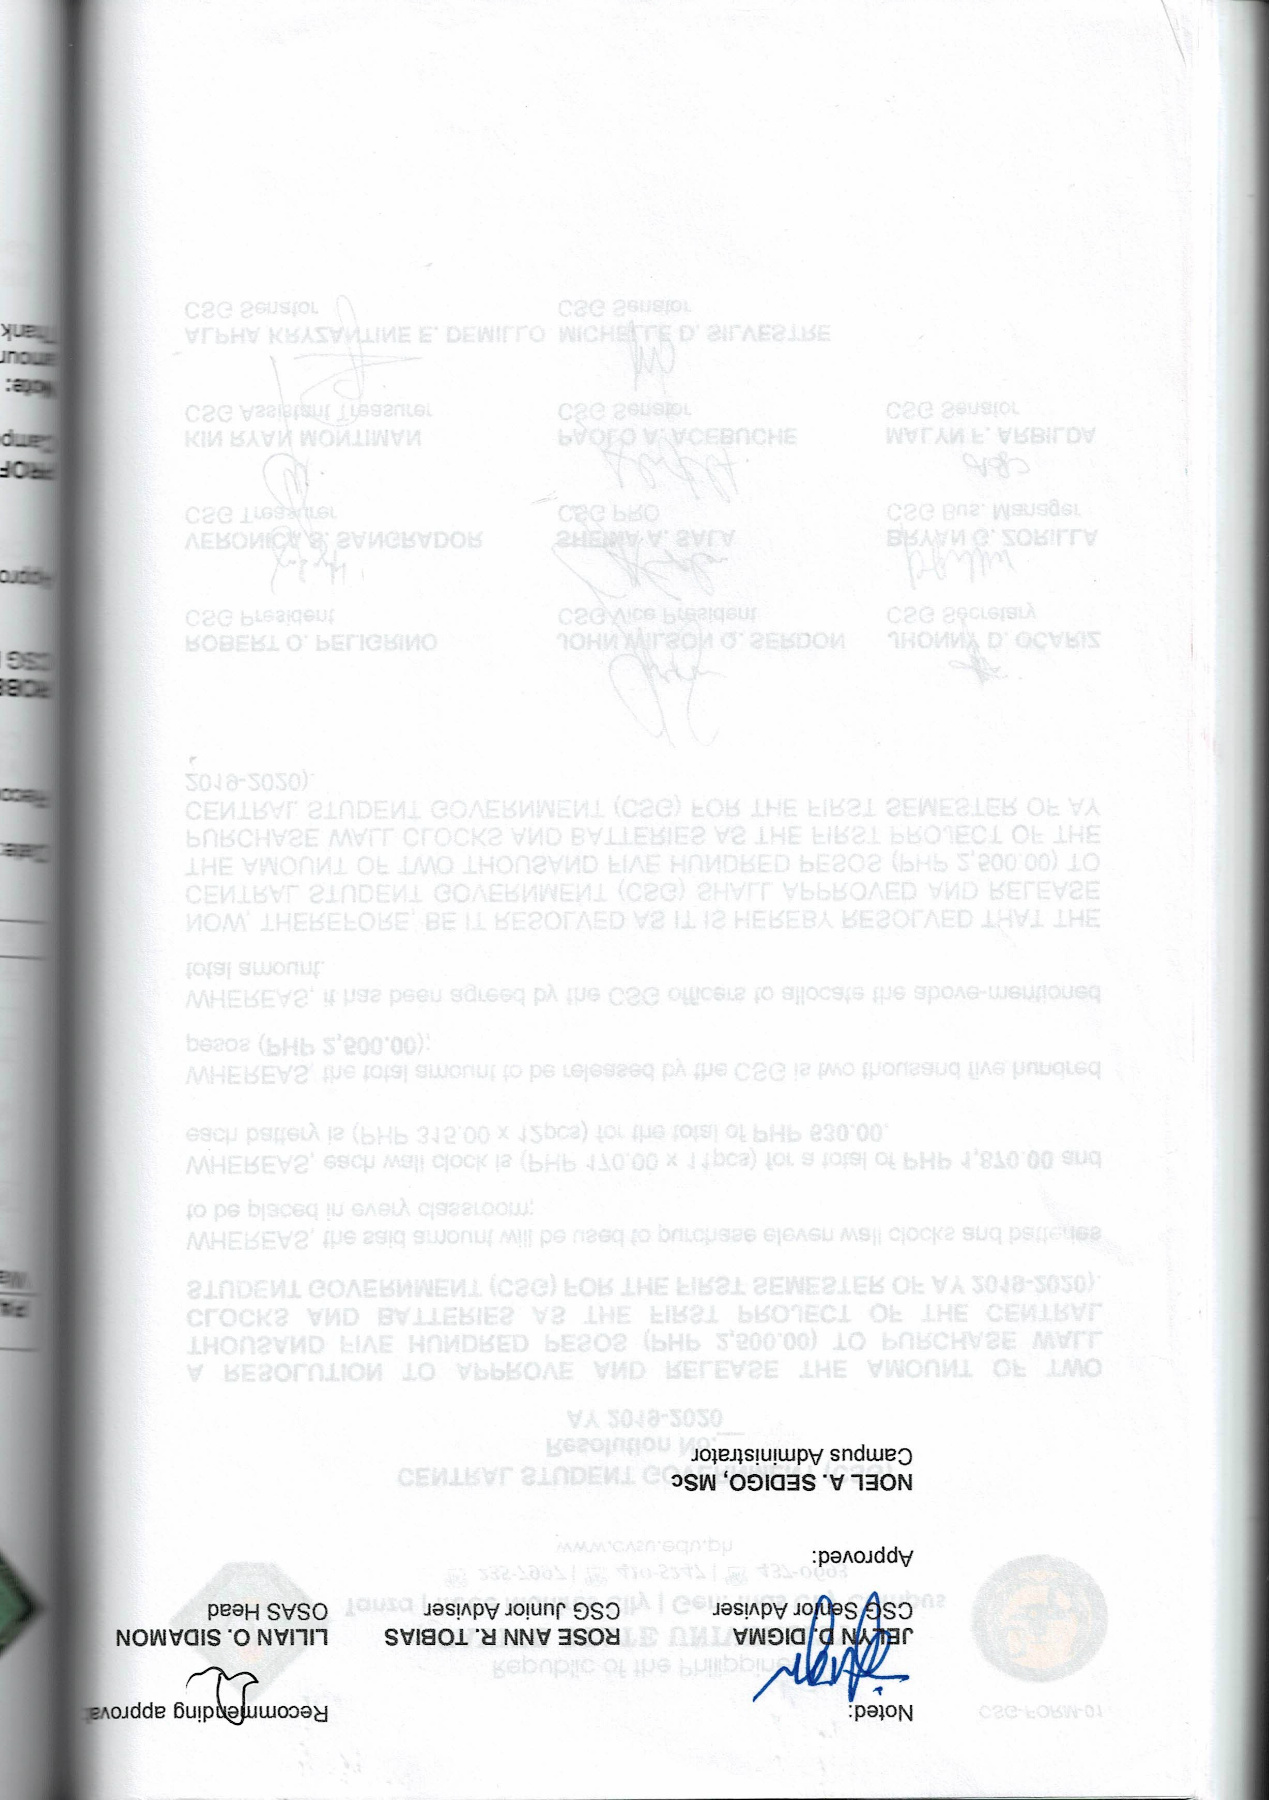 Noted:
Recommending approval:
JELYN D. DIGMA
ROSE ANN R. TOBIAS
LILIAN O. SIDAMON
CSG Senior Adviser
CSG Junior Adviser
OSAS Head
Approved:
NOEL A. SEDIGO, MSc
Campus Administrator
CSG-FORM-01
Republic of the Philippines
www.cvsu.edu.ph
CENTRAL STUDENT GOVERNMENT (CSG)
Resolution No.__
AY 2019-2020
A RESOLUTION TO APPROVE AND RELEASE THE AMOUNT OF TWO
THOUSAND FIVE HUNDRED PESOS (PHP 2,500.00) TO PURCHASE WALL
CLOCKS AND BATTERIES AS THE FIRST PROJECT OF THE CENTRAL
STUDENT GOVERNMENT (CSG) FOR THE FIRST SEMESTER OF AY 2019-2020).
WHEREAS, the said amount will be used to purchase eleven wall clocks and batteries
to be placed in every classroom;
WHEREAS, each wall clock is (PHP 170.00 x 11pcs) for a total of PHP 1,870.00 and
each battery is (PHP 315.00 x 12pcs) for the total of PHP 630.00.
WHEREAS, the total amount to be released by the CSG is two thousand five hundred
pesos (PHP 2,500.00);
WHEREAS, it has been agreed by the CSG officers to allocate the above-mentioned
total amount.
NOW, THEREFORE, BE IT RESOLVED AS IT IS HEREBY RESOLVED THAT THE
CENTRAL STUDENT GOVERNMENT (CSG) SHALL APPROVED AND RELEASE
THE AMOUNT OF TWO THOUSAND FIVE HUNDRED PESOS (PHP 2,500.00) TO
PURCHASE WALL CLOCKS AND BATTERIES AS THE FIRST PROJECT OF THE
CENTRAL STUDENT GOVERNMENT (CSG) FOR THE FIRST SEMESTER OF AY
2019-2020).
ROBERT O. PELIGRINO
JOHN WILSON Q. SERDON
JHONNY D. OCARIZ
CSG President
CSG Vice President
CSG Secretary
VERONICA S. SANGRADOR
SHEMA A. SALA
BRYAN G. ZORILLA
CSG Treasurer
CSG PRO
CSG Bus. Manager
KIN RYAN MONTIMAN
PAOLO A. ACEBUCHE
MALYN F. ARBILDA
CSG Assistant Treasurer
CSG Senator
CSG Senator
ALPHA KRYZANTINE E. DEMILLO
MICHELLE D. SILVESTRE
CSG Senator
CSG Senator